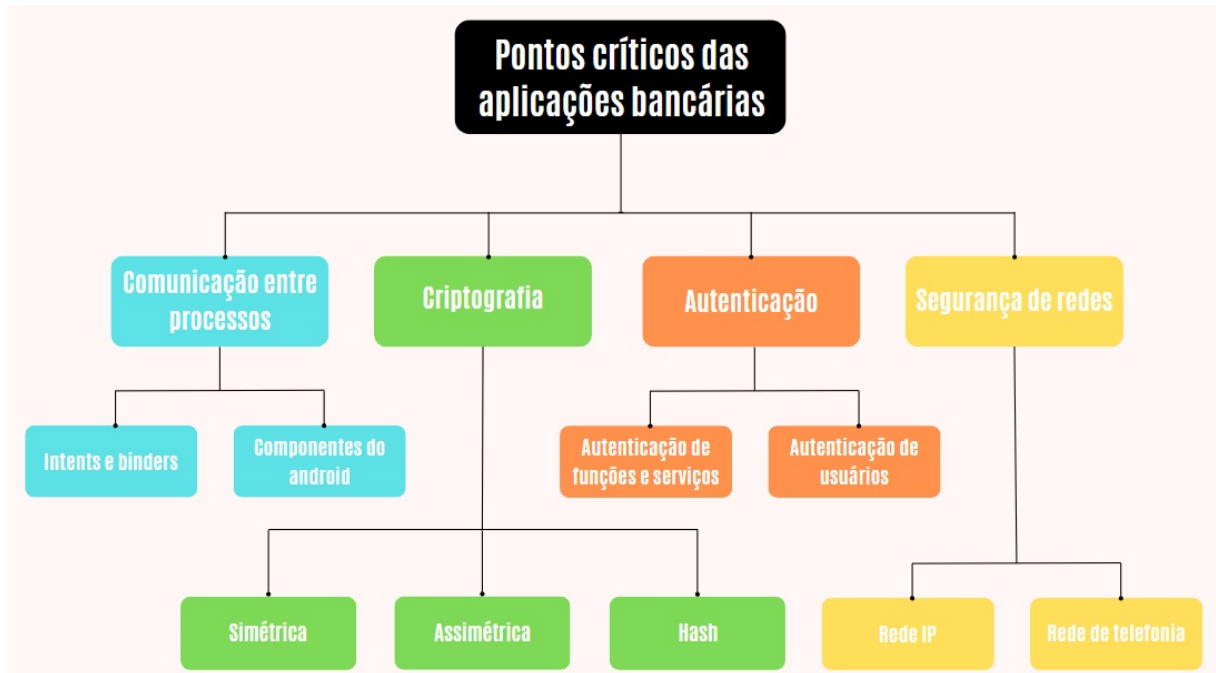 Pontos críticos das
aplicações bancárias
Comunicação entre
processos
Criptografia
Autenticação
Segurança de redes
Intents e binders
Componentes do
android
Autenticação de
funções e serviços
Autenticação de
usuários
Simétrica
Assimétrica
Hash
Rede IP
Rede de telefonia